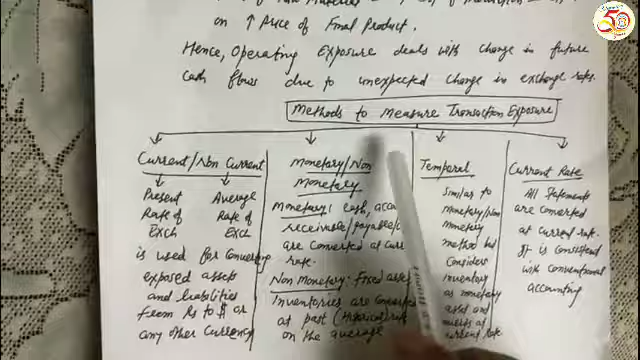 on ↑ Price of Final Product.
Hence, Operating Exposure deals with change in future
cash flows due to unexpected change in exchange rate.
Methods to Measure Transaction Exposure
Current/Non Current
Present Average
Rate of Rate of
EXCH EXCH
is used for converting
exposed assets
and liabilities
from Rs to $ or
any other Currency
Monetary/Non
Monetary
Monetary: cash,
receivable/payable
are converted at
rate.
Non Monetary: Fixed asset
Inventories are converted
at past (Historical)
on the average
Temporal
Similar to
monetary/Non
monetary
method but
Considers
inventory
as monetary
asset and
at
current rate
Current Rate
All Statements
are converted
at current rate.
It is consistent
with conventional
accounting
50